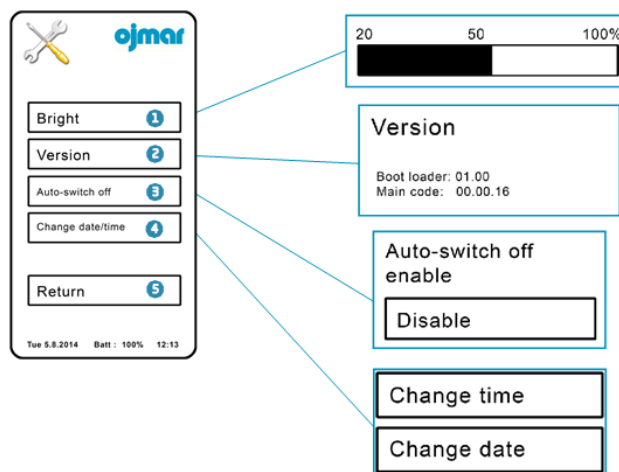 ojmar
Bright 1
Version 2
Auto-switch off 3
Change date/time 4
Return 5
Tue 5.8.2014 Batt : 100% 12:13
20 50 100%
Version
Boot loader: 01.00
Main code: 00.00.16
Auto-switch off
enable
Disable
Change time
Change date